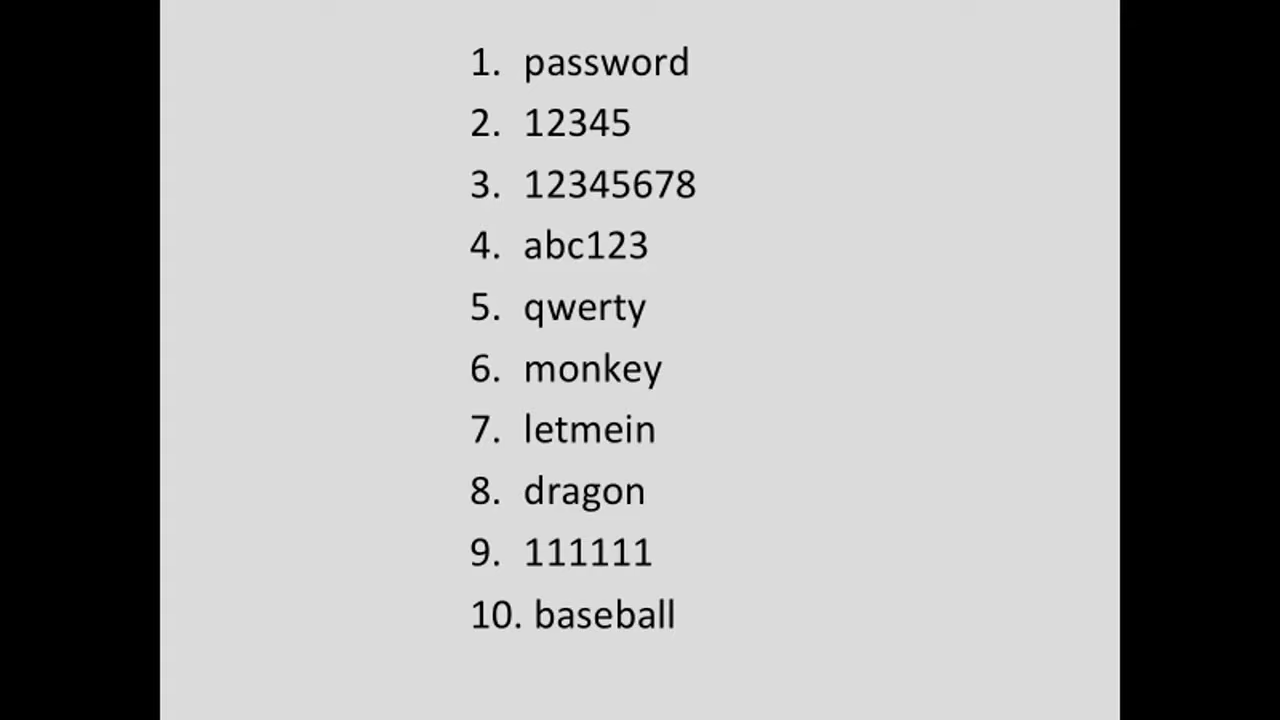 1. password
2. 12345
3. 12345678
4. abc123
5. qwerty
6. monkey
7. letmein
8. dragon
9. 111111
10. baseball